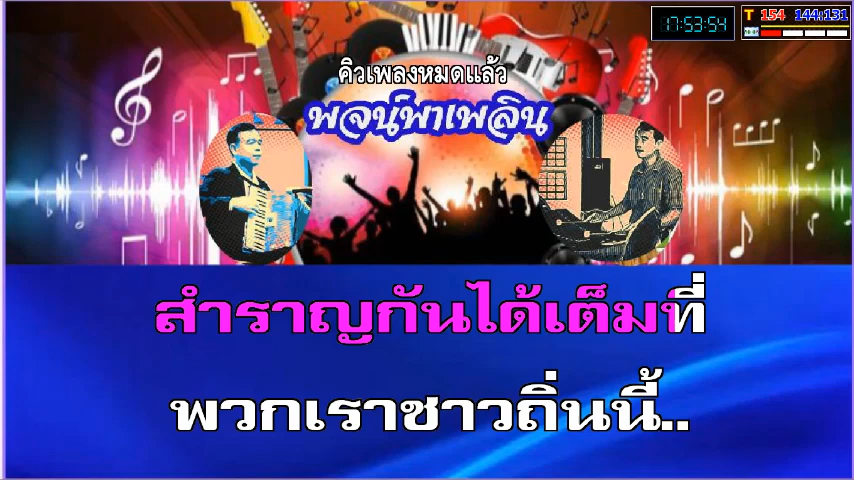 17:53:54
T 154 144:131
คิวเพลงหมดแล้ว
พจน์พาเพลิน
สำราญกันได้เต็มที่
พวกเราชาวถิ่นนี้..